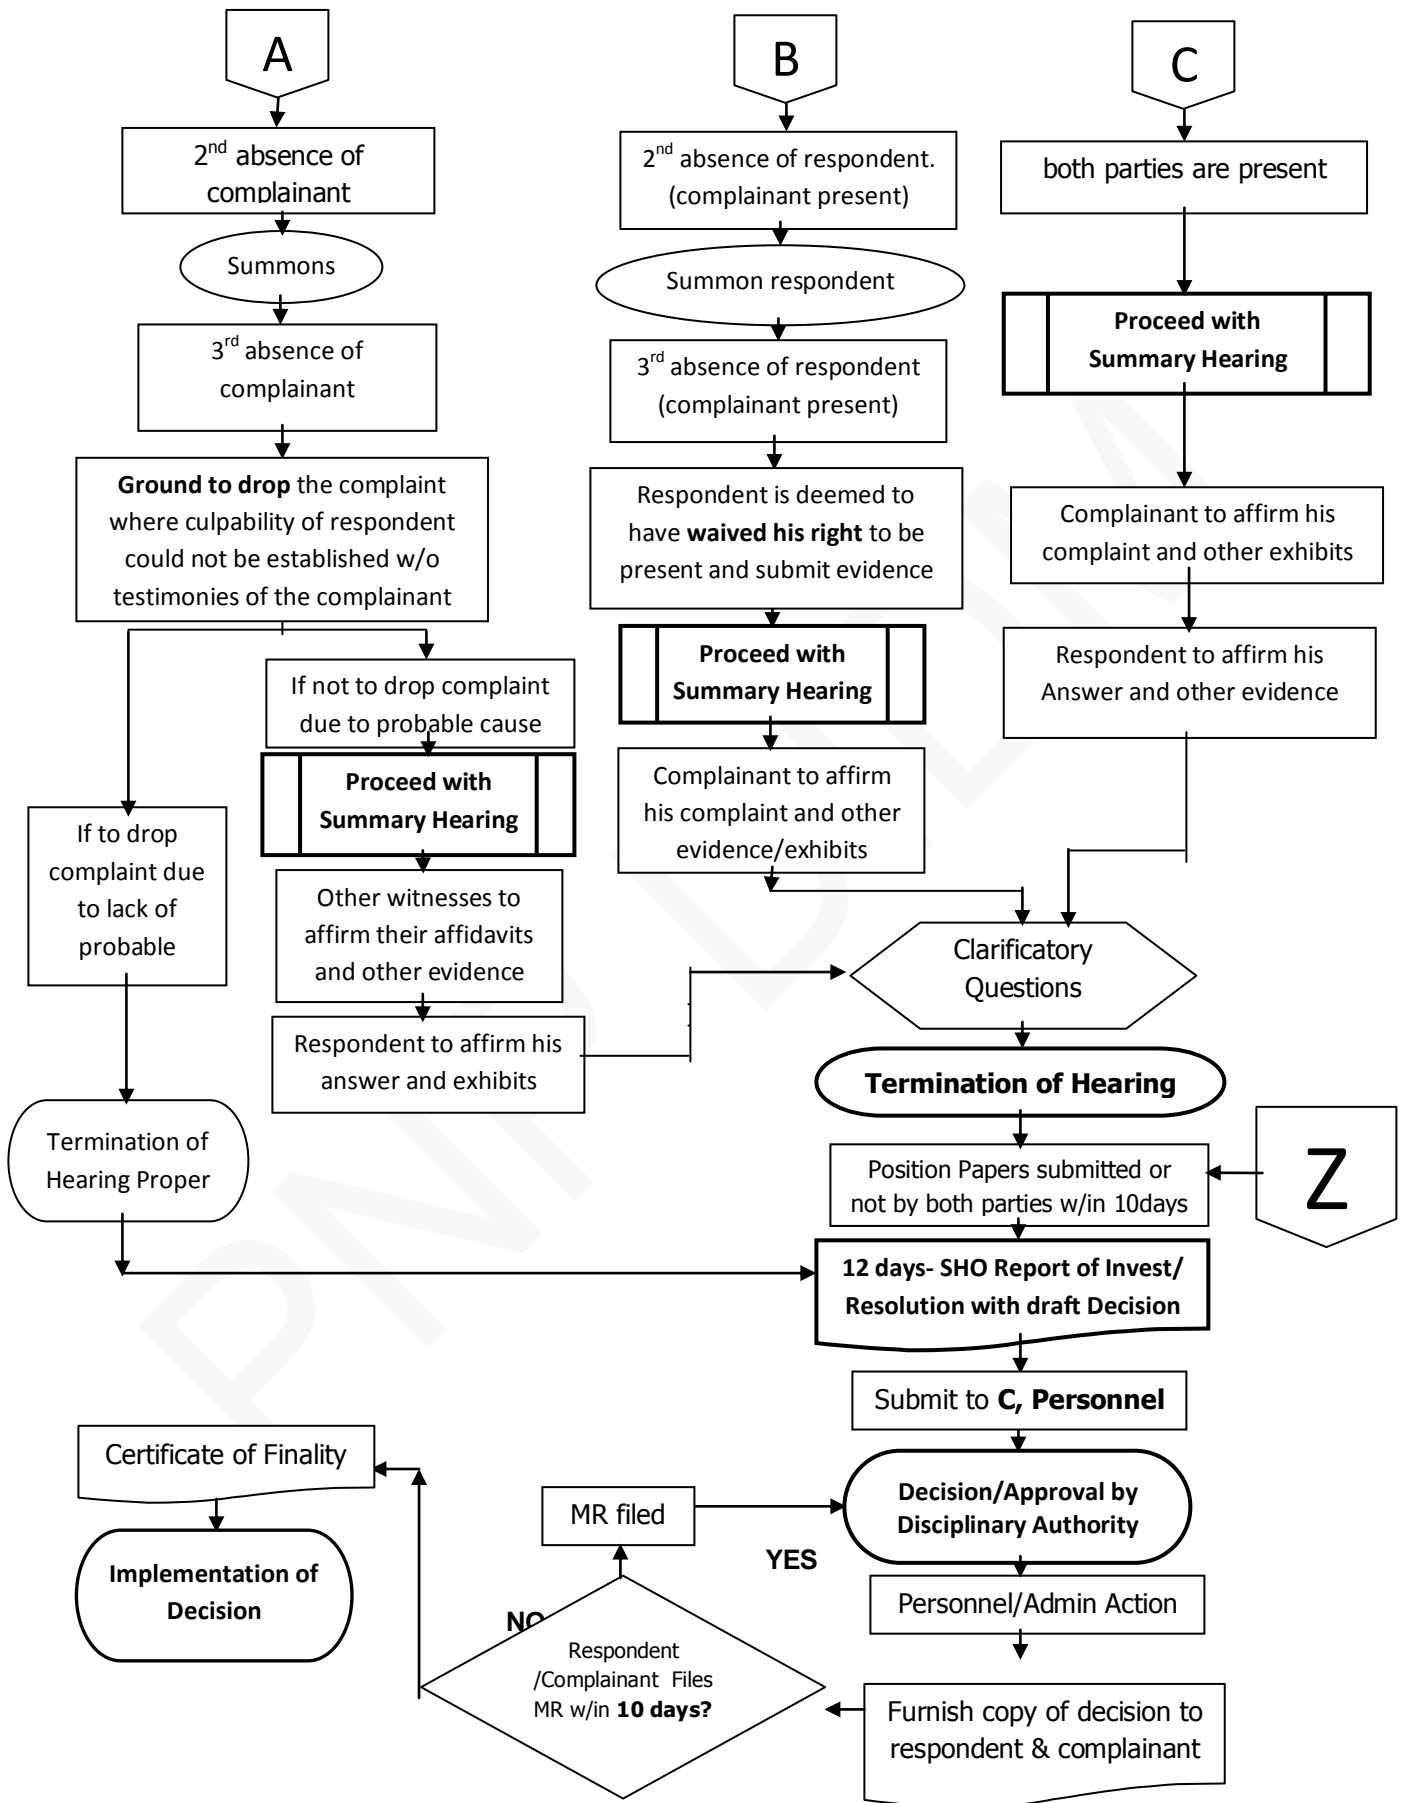 A
2nd absence of
complainant
Summons
3rd absence of
complainant
Ground to drop the complaint
where culpability of respondent
could not be established w/o
testimonies of the complainant
If not to drop complaint
due to probable cause
Proceed with
Summary Hearing
If to drop
complaint due
to lack of
probable
Other witnesses to
affirm their affidavits
and other evidence
Respondent to affirm his
answer and exhibits
Termination of
Hearing Proper
B
2nd absence of respondent.
(complainant present)
Summon respondent
3rd absence of respondent
(complainant present)
Respondent is deemed to
have waived his right to be
present and submit evidence
Proceed with
Summary Hearing
Complainant to affirm
his complaint and other
evidence/exhibits
C
both parties are present
Proceed with
Summary Hearing
Complainant to affirm his
complaint and other exhibits
Respondent to affirm his
Answer and other evidence
Clarificatory
Questions
Termination of Hearing
Position Papers submitted or
not by both parties w/in 10days
Z
12 days- SHO Report of Invest/
Resolution with draft Decision
Submit to C, Personnel
Decision/Approval by
Disciplinary Authority
Personnel/Admin Action
Furnish copy of decision to
respondent & complainant
Respondent
/Complainant Files
MR w/in 10 days?
YES
MR filed
NO
Certificate of Finality
Implementation of
Decision
PNP DIDM